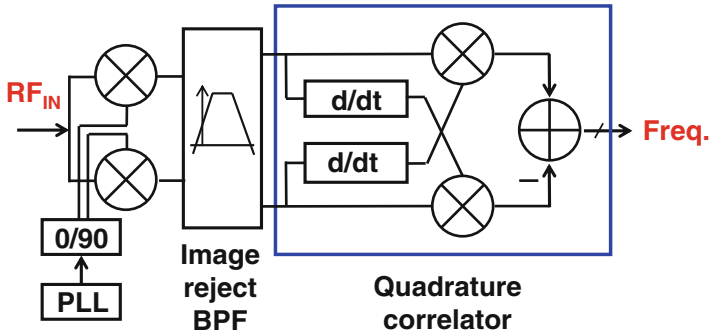 RF_IN
d/dt
d/dt
Freq.
0/90
PLL
Image
reject
BPF
Quadrature
correlator